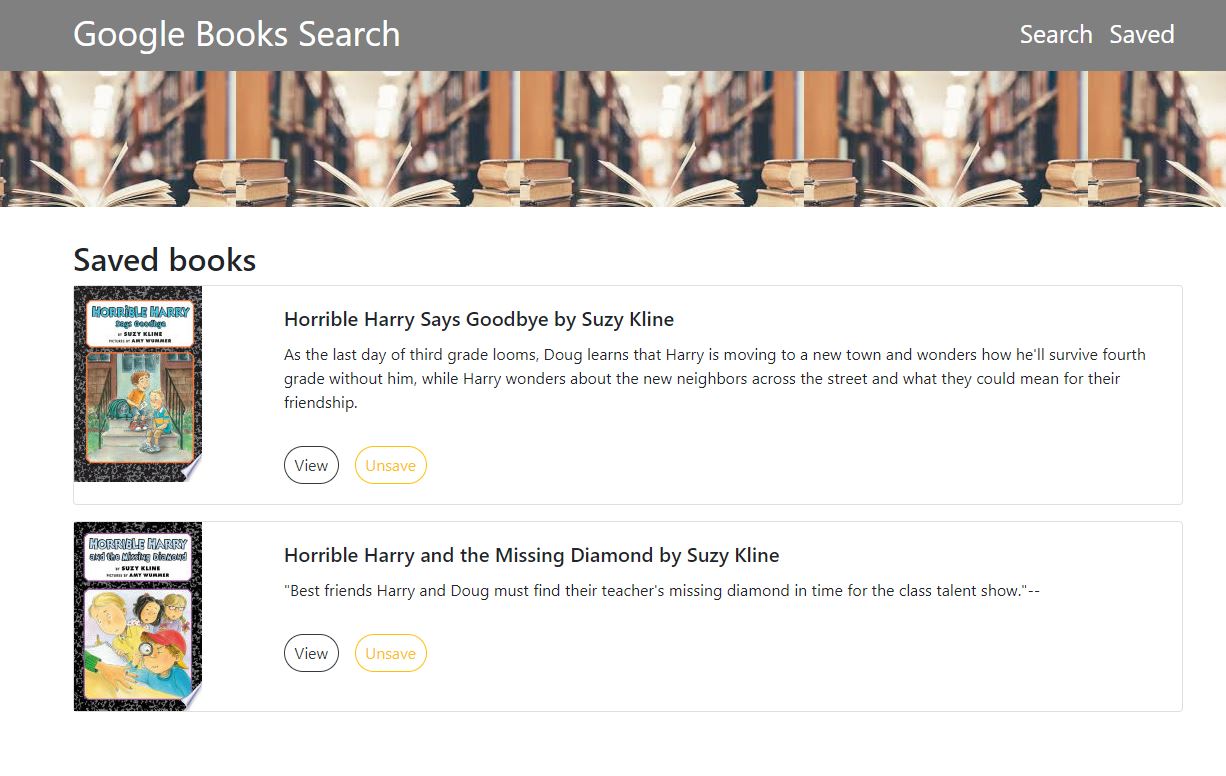 Google Books Search
Search Saved
Saved books
HORRIBLE HARRY
Says Goodbye
BY SUZY KLINE
PICTURES BY AMY WUMMER
Horrible Harry Says Goodbye by Suzy Kline
As the last day of third grade looms, Doug learns that Harry is moving to a new town and wonders how he'll survive fourth
grade without him, while Harry wonders about the new neighbors across the street and what they could mean for their
friendship.
View Unsave
HORRIBLE HARRY
and the Missing Diamond
BY SUZY KLINE
PICTURES BY AMY WUMMER
Horrible Harry and the Missing Diamond by Suzy Kline
"Best friends Harry and Doug must find their teacher's missing diamond in time for the class talent show."--
View Unsave